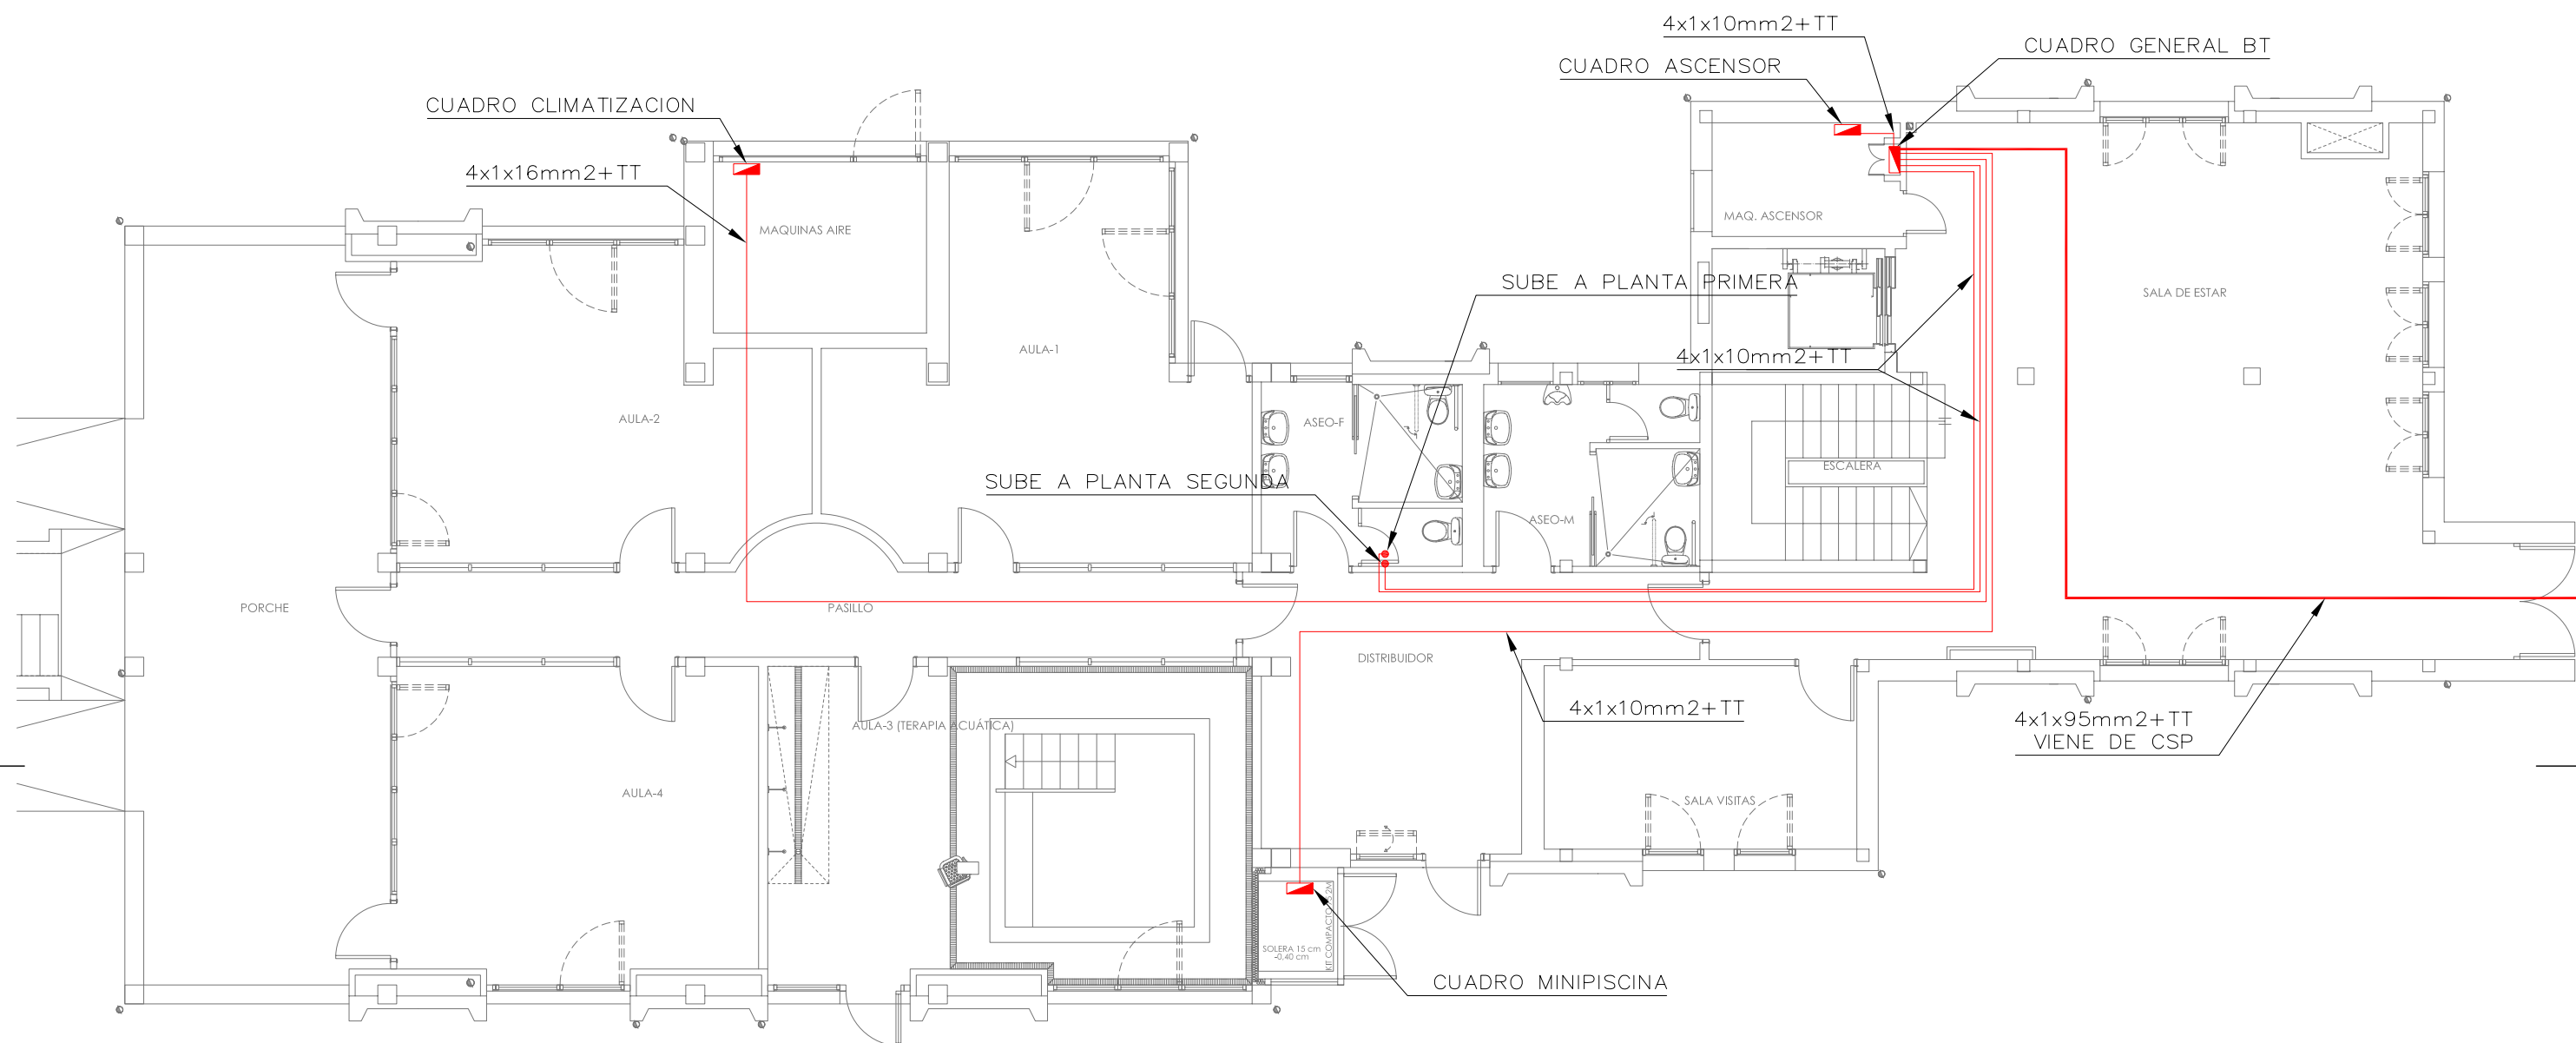 4x1x10mm2+TT
CUADRO GENERAL BT
CUADRO ASCENSOR
CUADRO CLIMATIZACION
4x1x16mm2+TT
MAQUINAS AIRE
MAQ. ASCENSOR
SUBE A PLANTA PRIMERA
SALA DE ESTAR
AULA-1
4x1x10mm2+TT
AULA-2
ASEO-F
ESCALERA
SUBE A PLANTA SEGUNDA
ASEO-M
PORCHE
PASILLO
DISTRIBUIDOR
4x1x10mm2+TT
4x1x95mm2+TT
VIENE DE CSP
AULA-3 (TERAPIA ACUÁTICA)
AULA-4
SALA VISITAS
SOLERA 15 cm
-0.40 cm
KIT COMPACTO 2M
CUADRO MINIPISCINA